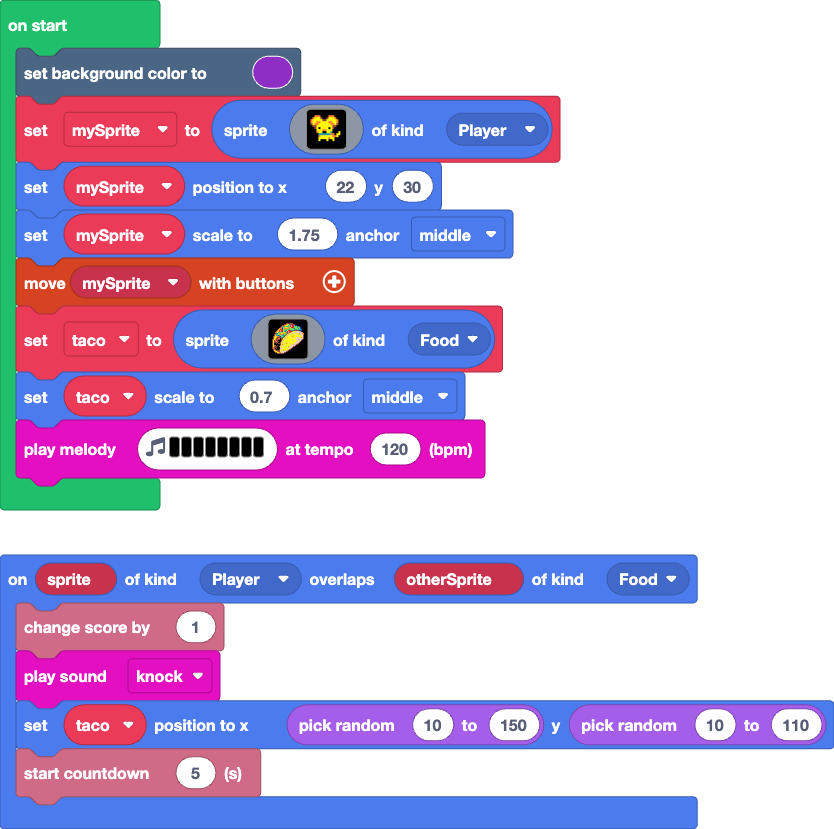 on start
set background color to
set mySprite to sprite of kind Player
set mySprite position to x 22 y 30
set mySprite scale to 1.75 anchor middle
move mySprite with buttons
set taco to sprite of kind Food
set taco scale to 0.7 anchor middle
play melody at tempo 120 (bpm)
on sprite of kind Player overlaps otherSprite of kind Food
change score by 1
play sound knock
set taco position to x pick random 10 to 150 y pick random 10 to 110
start countdown 5 (s)